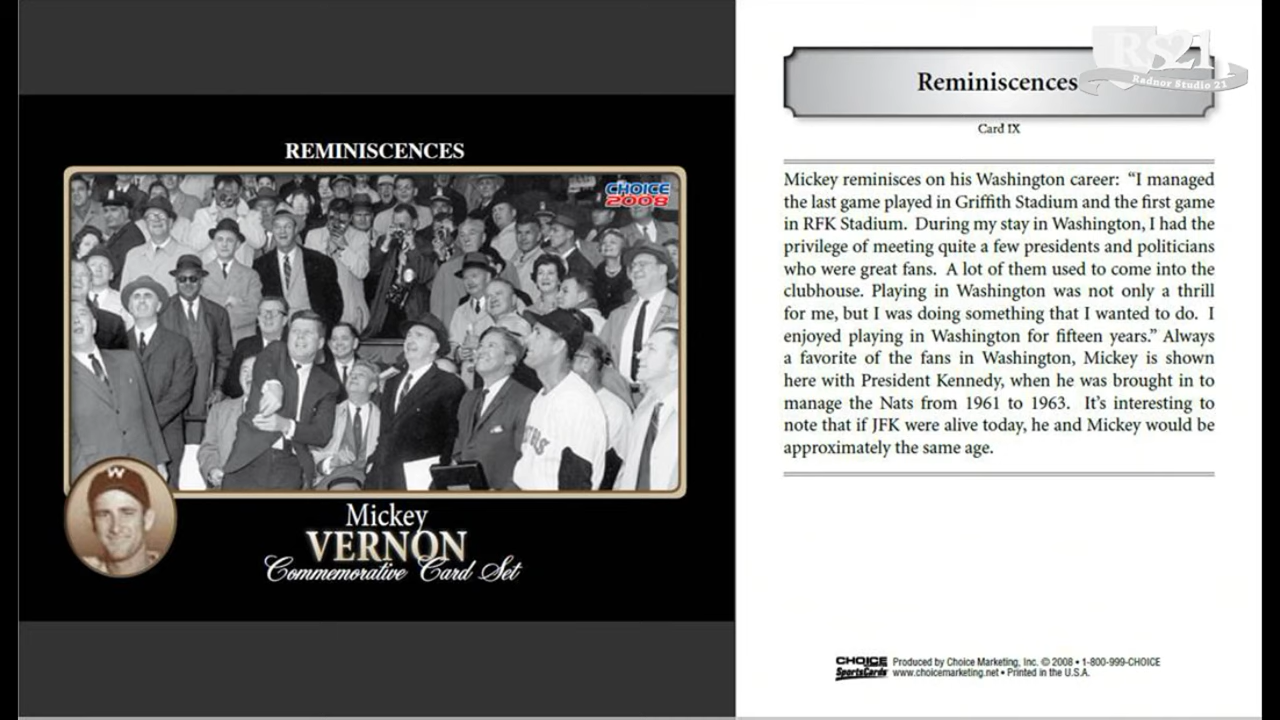 REMINISCENCES
CHOICE
2008
W
Mickey
VERNON
Commemorative Card Set
RS21
Radnor Studio 21
Reminiscences
Card IX
Mickey reminisces on his Washington career: “I managed
the last game played in Griffith Stadium and the first game
in RFK Stadium. During my stay in Washington, I had the
privilege of meeting quite a few presidents and politicians
who were great fans. A lot of them used to come into the
clubhouse. Playing in Washington was not only a thrill
for me, but I was doing something that I wanted to do. I
enjoyed playing in Washington for fifteen years.” Always
a favorite of the fans in Washington, Mickey is shown
here with President Kennedy, when he was brought in to
manage the Nats from 1961 to 1963. It’s interesting to
note that if JFK were alive today, he and Mickey would be
approximately the same age.
CHOICE
SportsCards
Produced by Choice Marketing, Inc. © 2008 • 1-800-999-CHOICE
www.choicemarketing.net • Printed in the U.S.A.